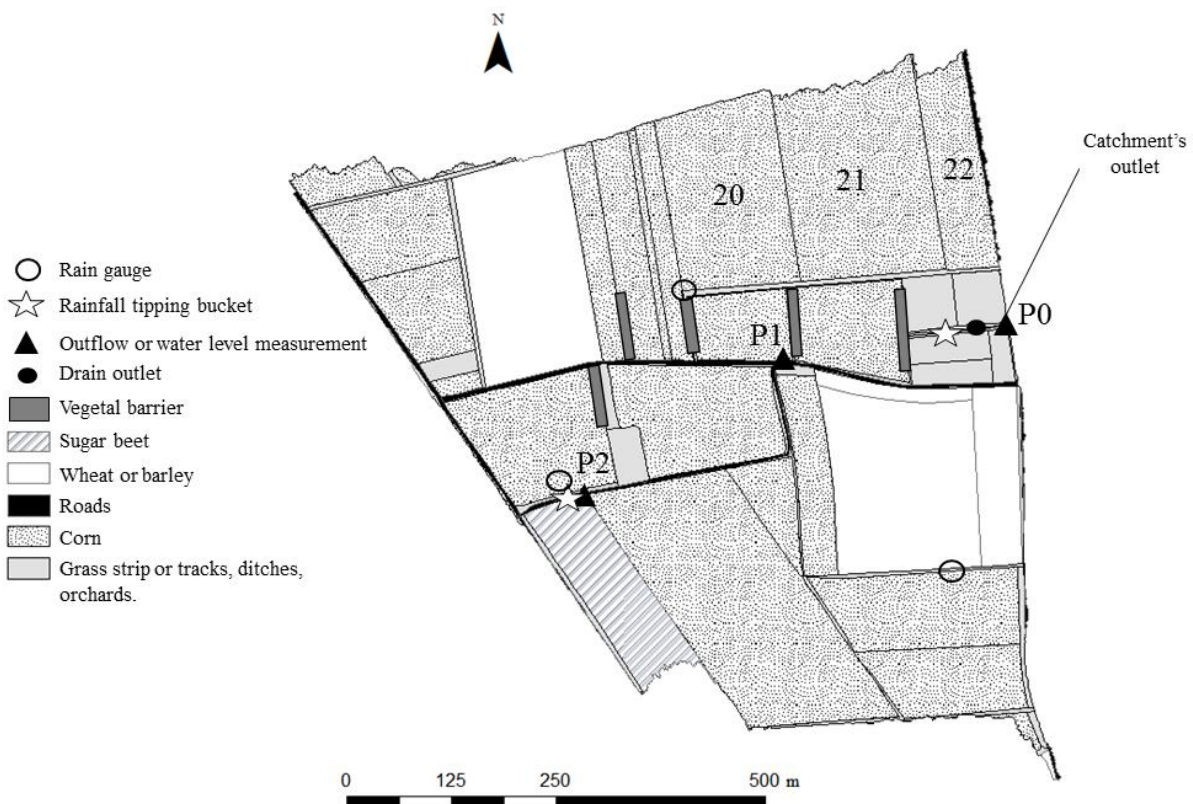 N
Catchment's
outlet
22
21
20
P0
P1
P2
Rain gauge
Rainfall tipping bucket
Outflow or water level measurement
Drain outlet
Vegetal barrier
Sugar beet
Wheat or barley
Roads
Corn
Grass strip or tracks, ditches,
orchards.
0 125 250 500 m